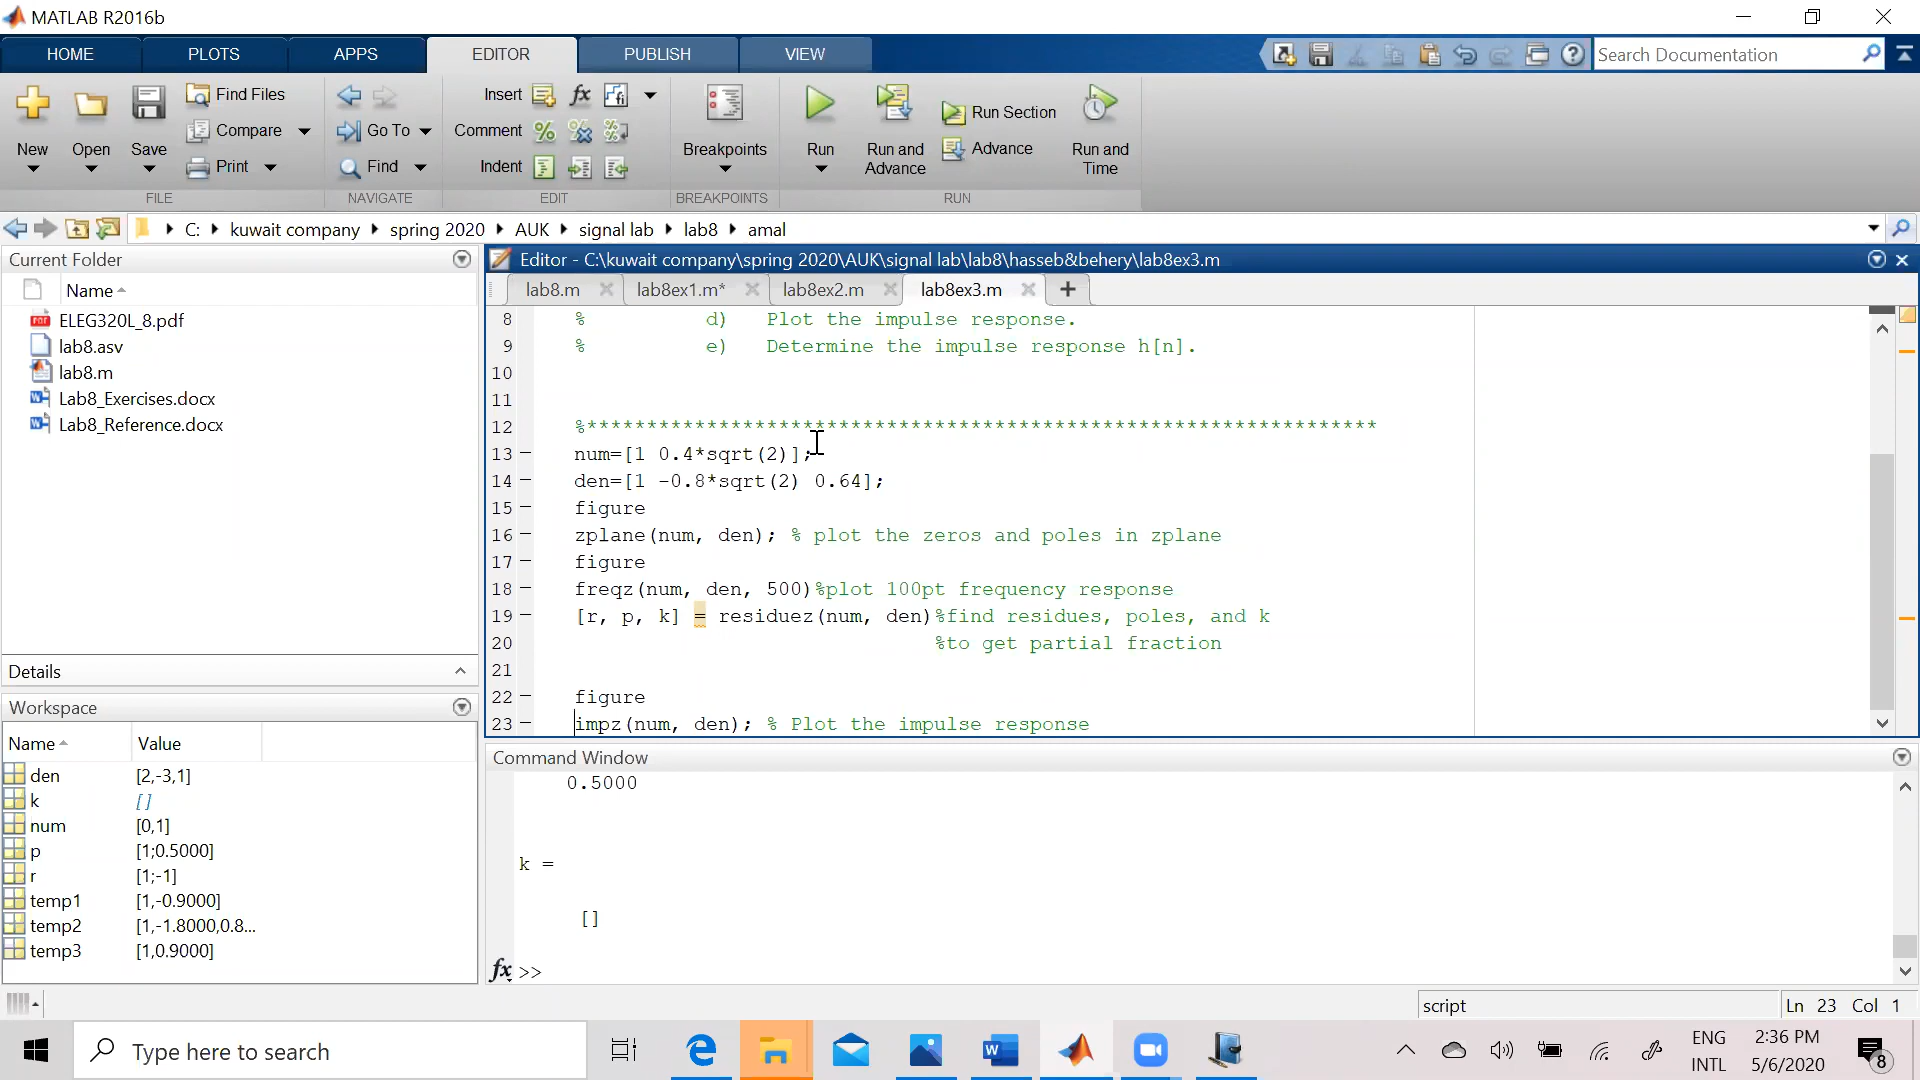 MATLAB R2016b
HOME PLOTS APPS EDITOR PUBLISH VIEW Search Documentation
New Open Save Find Files Compare Print
FILE
Go To Find
NAVIGATE
Insert fx
Comment
Indent
EDIT
Breakpoints
BREAKPOINTS
Run Run and Advance Run Section Advance Run and Time
RUN
C: kuwait company spring 2020 AUK signal lab lab8 amal
Current Folder
Name
ELEG320L_8.pdf
lab8.asv
lab8.m
Lab8_Exercises.docx
Lab8_Reference.docx
Details
Workspace
Name Value
den [2,-3,1]
k []
num [0,1]
p [1;0.5000]
r [1;-1]
temp1 [1,-0.9000]
temp2 [1,-1.8000,0.8...
temp3 [1,0.9000]
Editor - C:\kuwait company\spring 2020\AUK\signal lab\lab8\hasseb&behery\lab8ex3.m
lab8.m lab8ex1.m* lab8ex2.m lab8ex3.m
8 % d) Plot the impulse response.
9 % e) Determine the impulse response h[n].
10
11
12 %******************************************************************
13 num=[1 0.4*sqrt(2)];
14 den=[1 -0.8*sqrt(2) 0.64];
15 figure
16 zplane(num, den); % plot the zeros and poles in zplane
17 figure
18 freqz(num, den, 500)%plot 100pt frequency response
19 [r, p, k] = residuez(num, den)%find residues, poles, and k
20 %to get partial fraction
21
22 figure
23 impz(num, den); % Plot the impulse response
Command Window
0.5000
k =
[]
fx >>
script Ln 23 Col 1
Type here to search
ENG
INTL
2:36 PM
5/6/2020
8